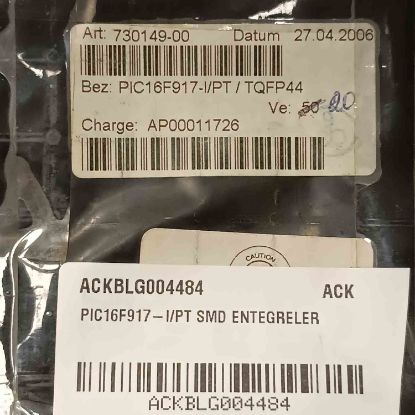 Art: 730149-00 Datum 27.04.2006
Bez: PIC16F917-I/PT / TQFP44
Ve: 50 20
Charge: AP00011726
CAUTION
ACKBLG004484 ACK
PIC16F917-I/PT SMD ENTEGRELER
ACKBLG004484